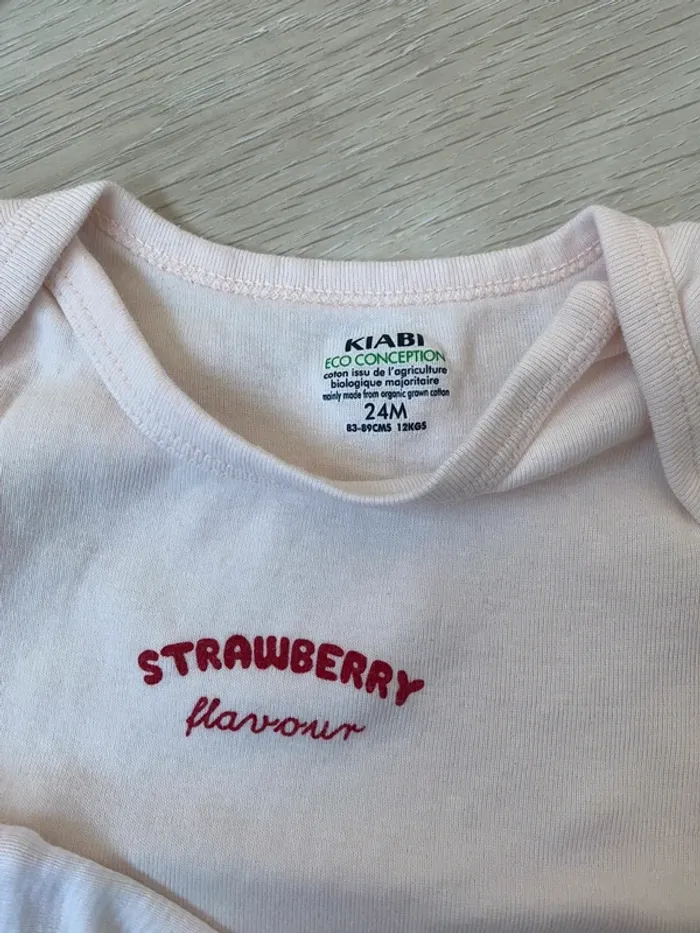 KIABI
ECO CONCEPTION
coton issu de l'agriculture
biologique majoritaire
mainly made from organic grown cotton
24M
83-89CMS 12KGS
STRAWBERRY
flavour